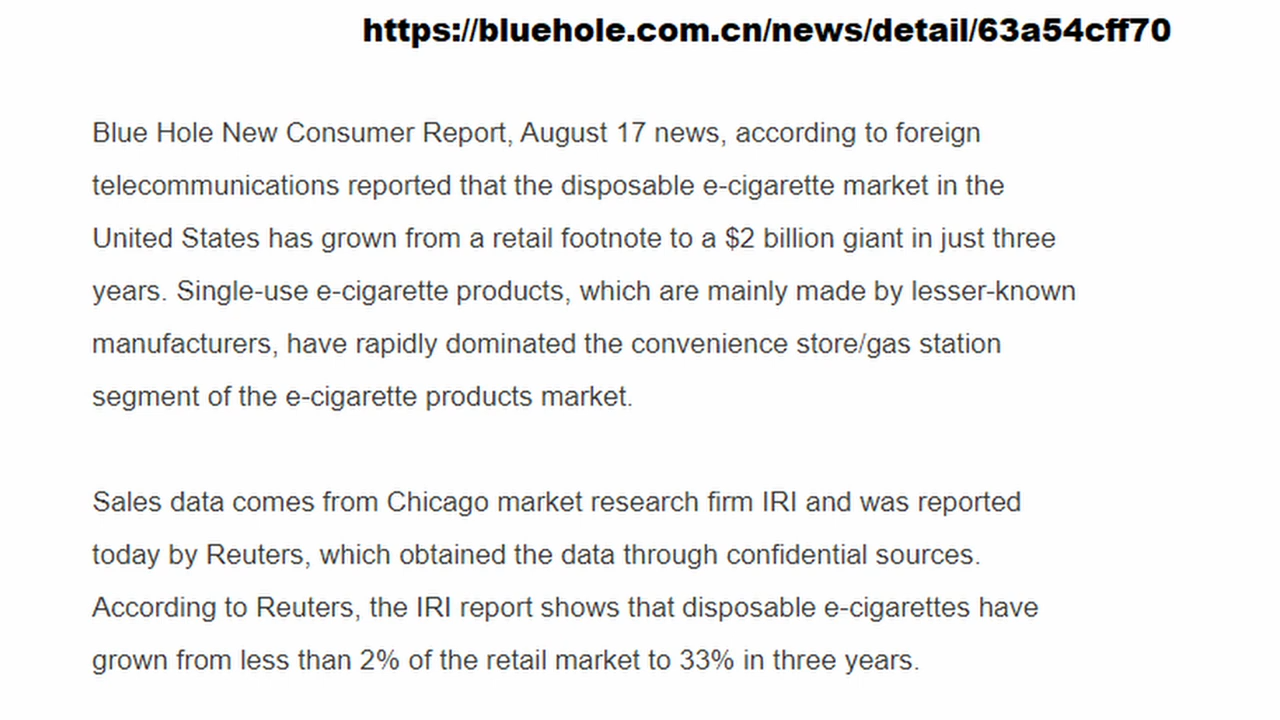 https://bluehole.com.cn/news/detail/63a54cff70
Blue Hole New Consumer Report, August 17 news, according to foreign
telecommunications reported that the disposable e-cigarette market in the
United States has grown from a retail footnote to a $2 billion giant in just three
years. Single-use e-cigarette products, which are mainly made by lesser-known
manufacturers, have rapidly dominated the convenience store/gas station
segment of the e-cigarette products market.
Sales data comes from Chicago market research firm IRI and was reported
today by Reuters, which obtained the data through confidential sources.
According to Reuters, the IRI report shows that disposable e-cigarettes have
grown from less than 2% of the retail market to 33% in three years.